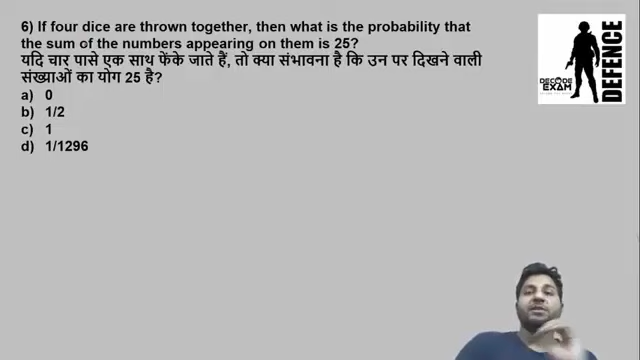 6) If four dice are thrown together, then what is the probability that
the sum of the numbers appearing on them is 25?
यदि चार पासे एक साथ फेंके जाते हैं, तो क्या संभावना है कि उन पर दिखने वाली
संख्याओं का योग 25 है?
a) 0
b) 1/2
c) 1
d) 1/1296
DECODE
EXAM
DEFENCE